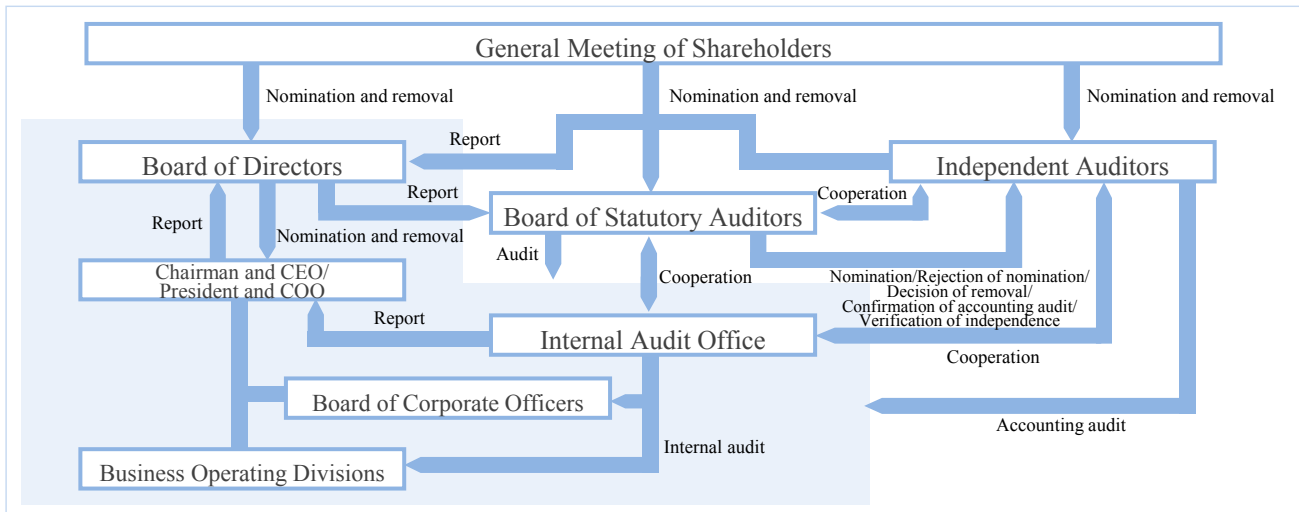 General Meeting of Shareholders
Nomination and removal
Nomination and removal
Nomination and removal
Report
Board of Directors
Independent Auditors
Report
Cooperation
Board of Statutory Auditors
Report
Nomination and removal
Audit
Cooperation
Chairman and CEO/
President and COO
Nomination/Rejection of nomination/
Decision of removal/
Confirmation of accounting audit/
Verification of independence
Report
Internal Audit Office
Cooperation
Board of Corporate Officers
Accounting audit
Internal audit
Business Operating Divisions